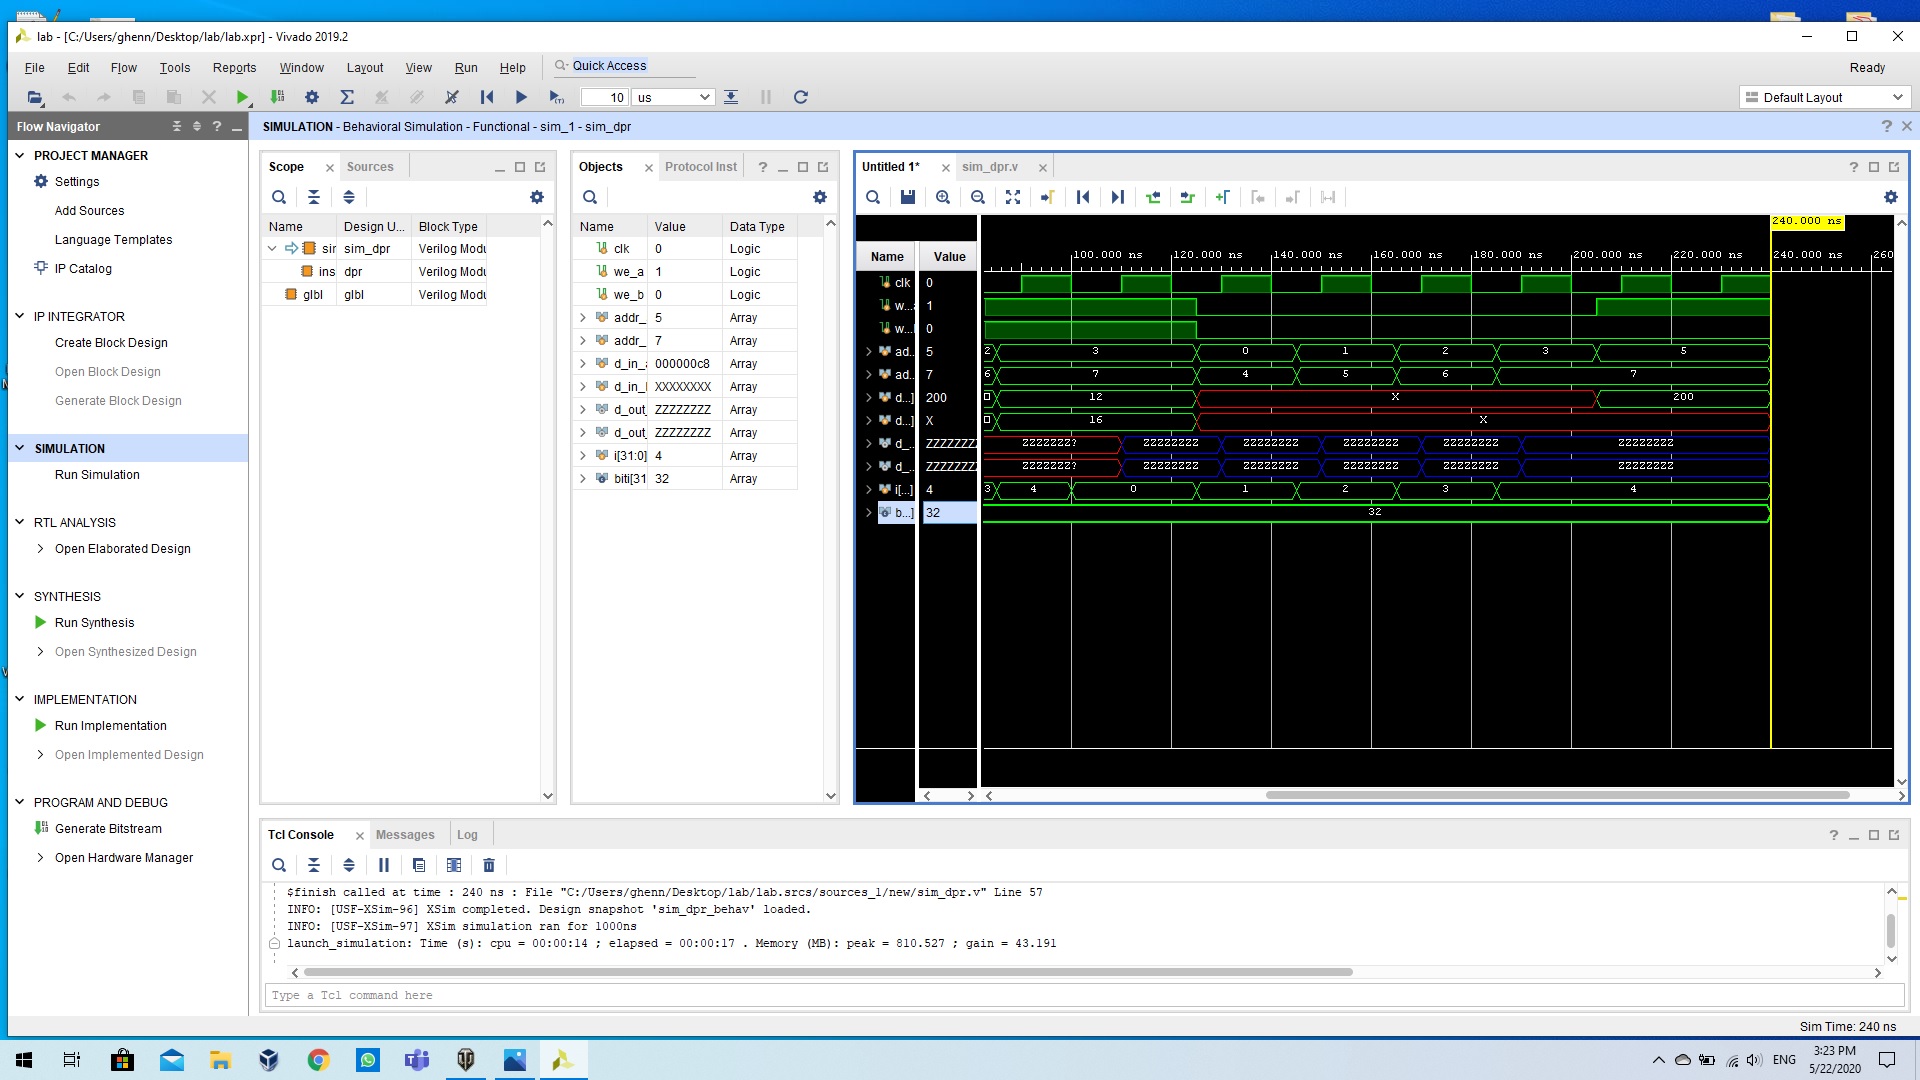 lab - [C:/Users/ghenn/Desktop/lab/lab.xpr] - Vivado 2019.2
File Edit Flow Tools Reports Window Layout View Run Help Quick Access Ready
10 us Default Layout
Flow Navigator
SIMULATION - Behavioral Simulation - Functional - sim_1 - sim_dpr
PROJECT MANAGER
Settings
Add Sources
Language Templates
IP Catalog
IP INTEGRATOR
Create Block Design
Open Block Design
Generate Block Design
SIMULATION
Run Simulation
RTL ANALYSIS
Open Elaborated Design
SYNTHESIS
Run Synthesis
Open Synthesized Design
IMPLEMENTATION
Run Implementation
Open Implemented Design
PROGRAM AND DEBUG
Generate Bitstream
Open Hardware Manager
Scope Sources
Name Design U... Block Type
sir sim_dpr Verilog Modu
ins dpr Verilog Modu
glbl glbl Verilog Modu
Objects Protocol Inst
Name Value Data Type
clk 0 Logic
we_a 1 Logic
we_b 0 Logic
addr_ 5 Array
addr_ 7 Array
d_in_a 000000c8 Array
d_in_l XXXXXXXX Array
d_out_ ZZZZZZZZ Array
d_out_ ZZZZZZZZ Array
i[31:0] 4 Array
biti[31 32 Array
Untitled 1* sim_dpr.v
240.000 ns
Name Value 100.000 ns 120.000 ns 140.000 ns 160.000 ns 180.000 ns 200.000 ns 220.000 ns 240.000 ns 260
clk 0
w... 1
w... 0
ad.. 5 2 3 0 1 2 3 5
ad.. 7 6 7 4 5 6 7
d...] 200 12 X 200
d...] X 16 X
d_.. ZZZZZZZZ ZZZZZZZ? ZZZZZZZZ ZZZZZZZZ ZZZZZZZZ ZZZZZZZZ ZZZZZZZZ
d_.. ZZZZZZZZ ZZZZZZZ? ZZZZZZZZ ZZZZZZZZ ZZZZZZZZ ZZZZZZZZ ZZZZZZZZ
i[...] 4 3 4 0 1 2 3 4
b...] 32 32
Tcl Console Messages Log
$finish called at time : 240 ns : File "C:/Users/ghenn/Desktop/lab/lab.srcs/sources_1/new/sim_dpr.v" Line 57
INFO: [USF-XSim-96] XSim completed. Design snapshot 'sim_dpr_behav' loaded.
INFO: [USF-XSim-97] XSim simulation ran for 1000ns
launch_simulation: Time (s): cpu = 00:00:14 ; elapsed = 00:00:17 . Memory (MB): peak = 810.527 ; gain = 43.191
Type a Tcl command here
Sim Time: 240 ns
ENG
3:23 PM
5/22/2020